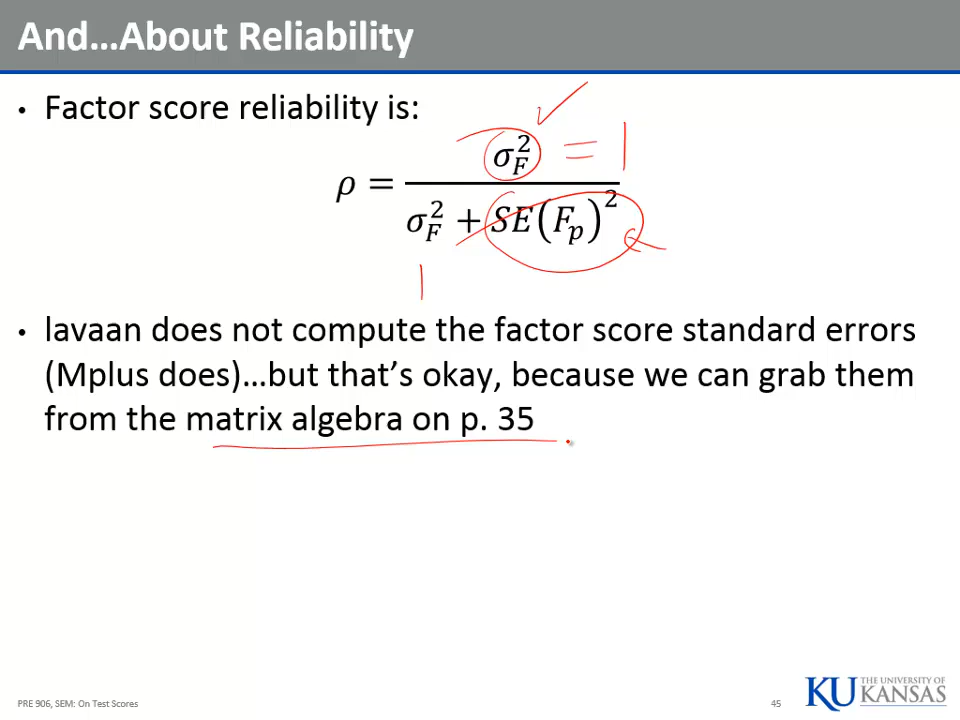 And…About Reliability
• Factor score reliability is:
ρ = σ_F^2 / (σ_F^2 + SE(F_p)^2)
= 1
1
• lavaan does not compute the factor score standard errors
(Mplus does)…but that’s okay, because we can grab them
from the matrix algebra on p. 35
PRE 906, SEM: On Test Scores
45
KU THE UNIVERSITY OF
KANSAS